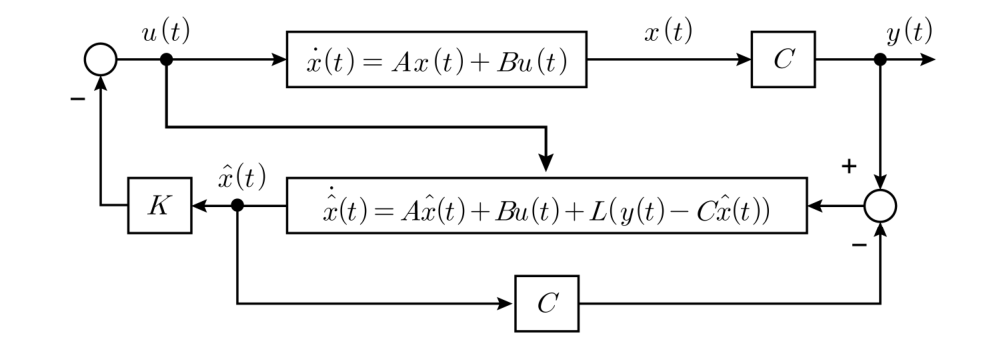 u(t)
ẋ(t) = Ax(t) + Bu(t)
x(t)
C
y(t)
−
+
K
x̂(t)
x̂̇(t) = Ax̂(t) + Bu(t) + L(y(t) − Cx̂(t))
−
C